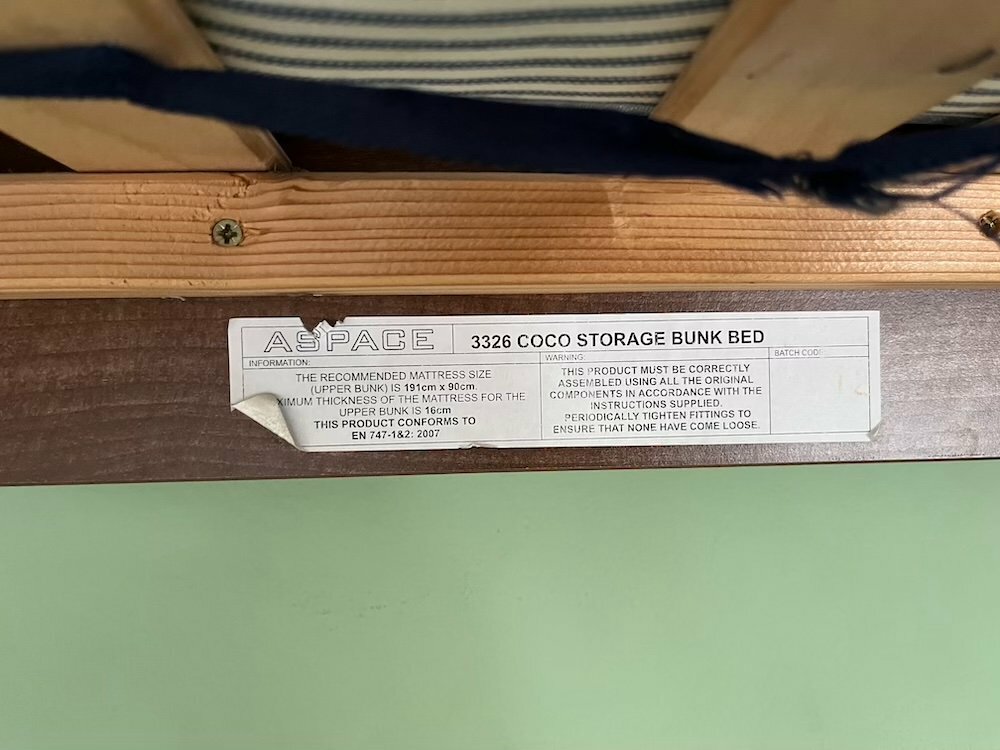 ASPACE
3326 COCO STORAGE BUNK BED
INFORMATION:
THE RECOMMENDED MATTRESS SIZE
(UPPER BUNK) IS 191cm x 90cm.
THICKNESS OF THE MATTRESS FOR THE
UPPER BUNK IS 16cm
THIS PRODUCT CONFORMS TO
EN 747-1&2: 2007
WARNING:
THIS PRODUCT MUST BE CORRECTLY
ASSEMBLED USING ALL THE ORIGINAL
COMPONENTS IN ACCORDANCE WITH THE
INSTRUCTIONS SUPPLIED.
PERIODICALLY TIGHTEN FITTINGS TO
ENSURE THAT NONE HAVE COME LOOSE.
BATCH CODE